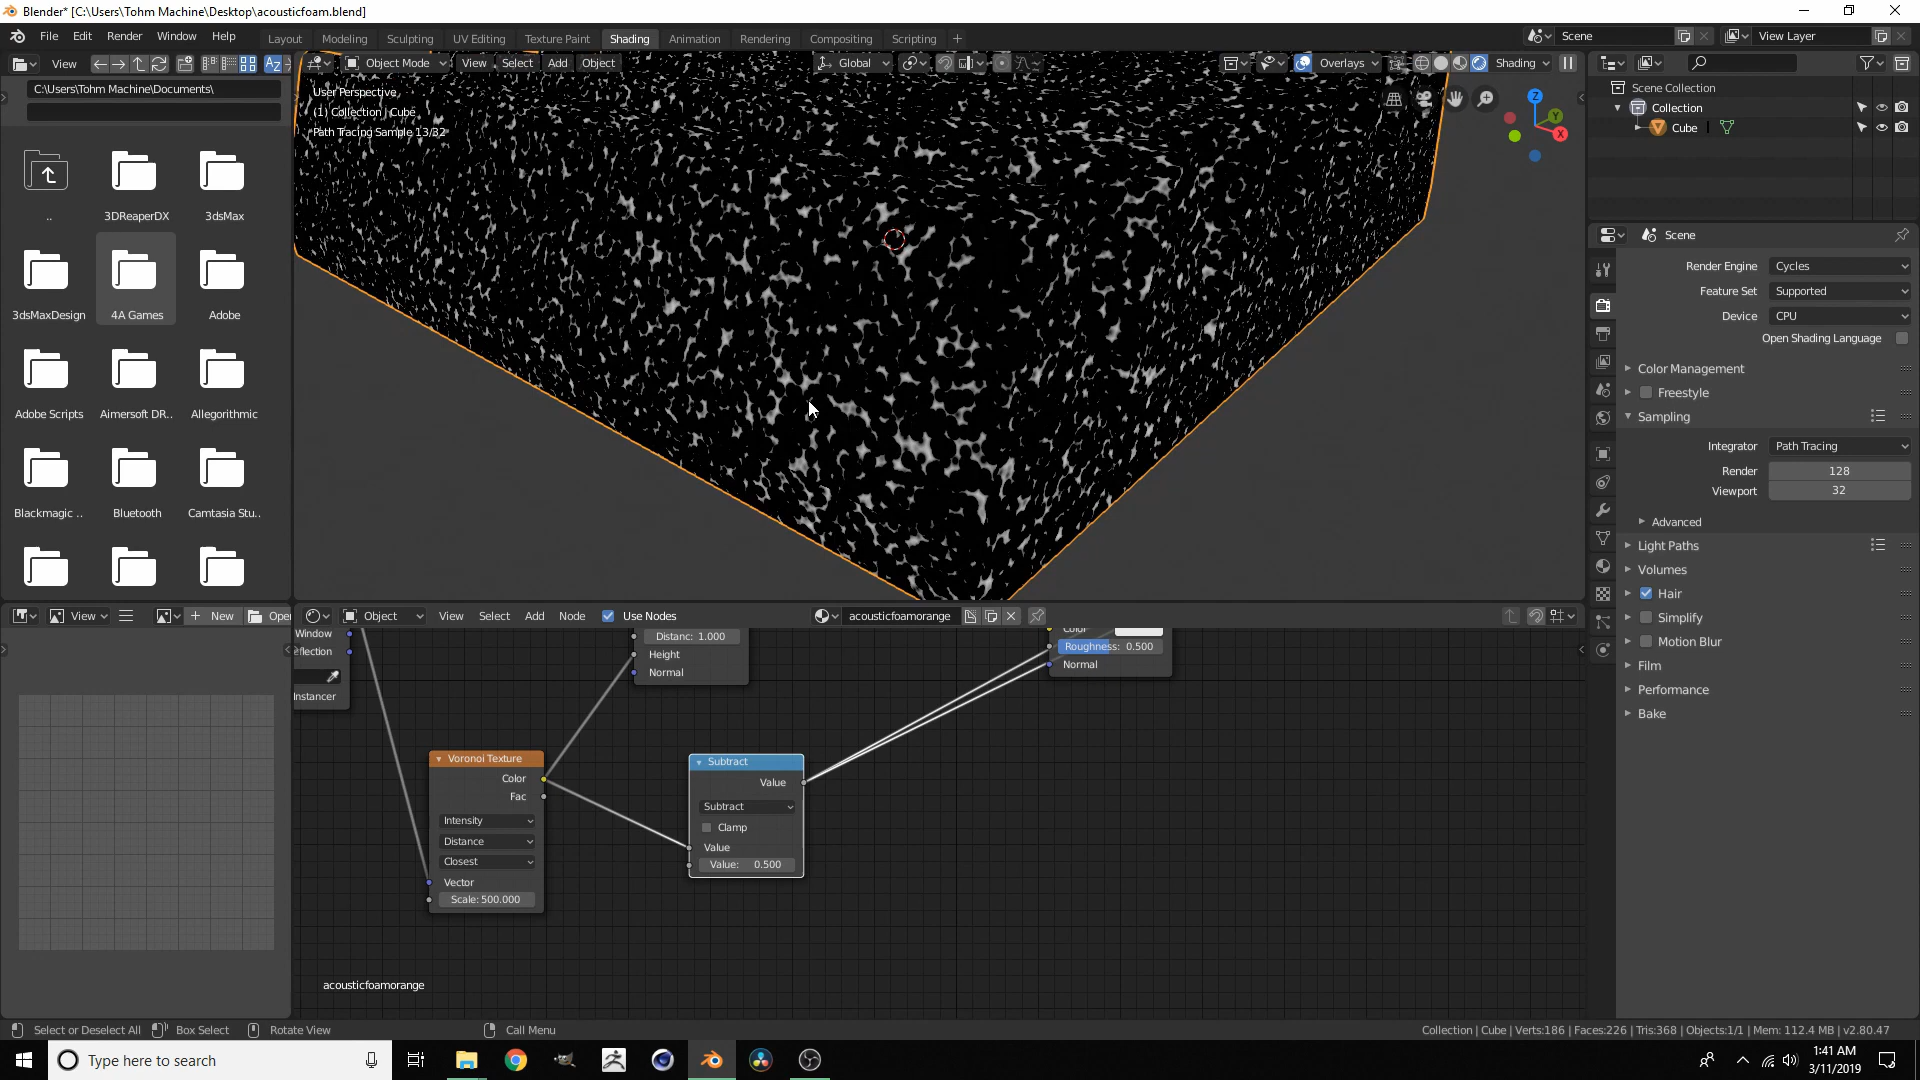 Blender* [C:\Users\Tohm Machine\Desktop\acousticfoam.blend]
File Edit Render Window Help Layout Modeling Sculpting UV Editing Texture Paint Shading Animation Rendering Compositing Scripting + Scene View Layer
View Object Mode View Select Add Object Global Overlays Shading
C:\Users\Tohm Machine\Documents\
User Perspective
(1) Collection | Cube
Path Tracing Sample 13/32
Z
Y
X
Scene Collection
Collection
Cube
.. 3DReaperDX 3dsMax
3dsMaxDesign 4A Games Adobe
Adobe Scripts Aimersoft DR.. Allegorithmic
Blackmagic .. Bluetooth Camtasia Stu..
Scene
Render Engine Cycles
Feature Set Supported
Device CPU
Open Shading Language
Color Management
Freestyle
Sampling
Integrator Path Tracing
Render 128
Viewport 32
Advanced
Light Paths
Volumes
Hair
Simplify
Motion Blur
Film
Performance
Bake
View New Ope
Object View Select Add Node Use Nodes acousticfoamorange
Window
eflection
Instancer
Distanc: 1.000
Height
Normal
Color
Roughness: 0.500
Normal
Voronoi Texture
Color
Fac
Intensity
Distance
Closest
Vector
Scale: 500.000
Subtract
Value
Subtract
Clamp
Value
Value: 0.500
acousticfoamorange
Select or Deselect All Box Select Rotate View Call Menu Collection | Cube | Verts:186 | Faces:226 | Tris:368 | Objects:1/1 | Mem: 112.4 MB | v2.80.47
Type here to search
1:41 AM
3/11/2019